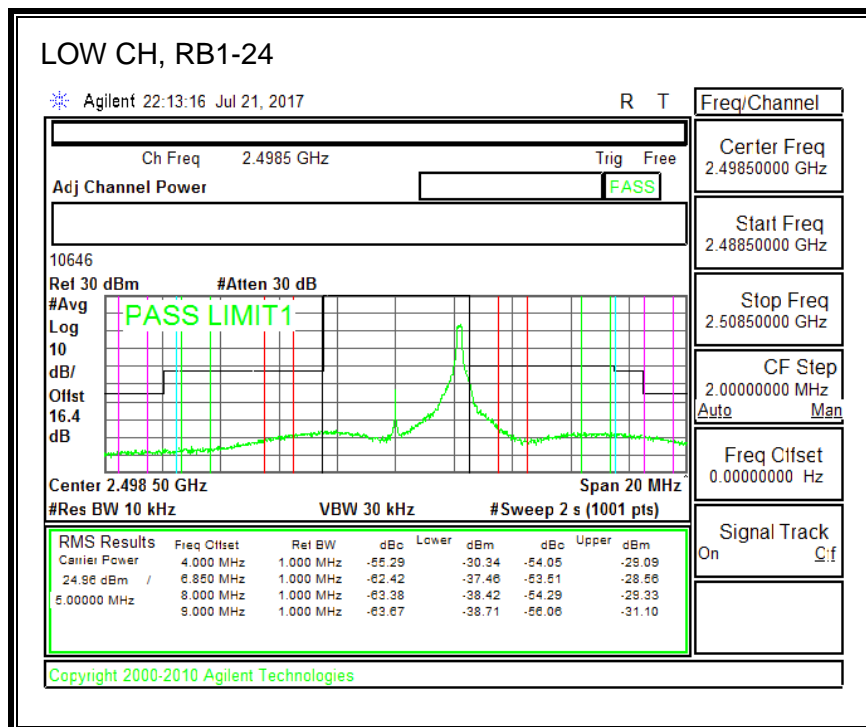 LOW CH, RB1-24
Agilent 22:13:16 Jul 21, 2017 R T
Ch Freq 2.4985 GHz Trig Free
Adj Channel Power PASS
10646
Ref 30 dBm #Atten 30 dB
#Avg
Log
10
dB/
Offst
16.4
dB
PASS LIMIT1
Center 2.498 50 GHz Span 20 MHz
#Res BW 10 kHz VBW 30 kHz #Sweep 2 s (1001 pts)
RMS Results Freq Offset Ref BW dBc Lower dBm dBc Upper dBm
Carrier Power 4.000 MHz 1.000 MHz -55.29 -30.34 -54.05 -29.09
24.96 dBm / 6.850 MHz 1.000 MHz -62.42 -37.46 -53.51 -28.56
5.00000 MHz 8.000 MHz 1.000 MHz -63.38 -38.42 -54.29 -29.33
9.000 MHz 1.000 MHz -63.67 -38.71 -56.06 -31.10
Copyright 2000-2010 Agilent Technologies
Freq/Channel
Center Freq
2.49850000 GHz
Start Freq
2.48850000 GHz
Stop Freq
2.50850000 GHz
CF Step
2.00000000 MHz
Auto Man
Freq Offset
0.00000000 Hz
Signal Track
On Off